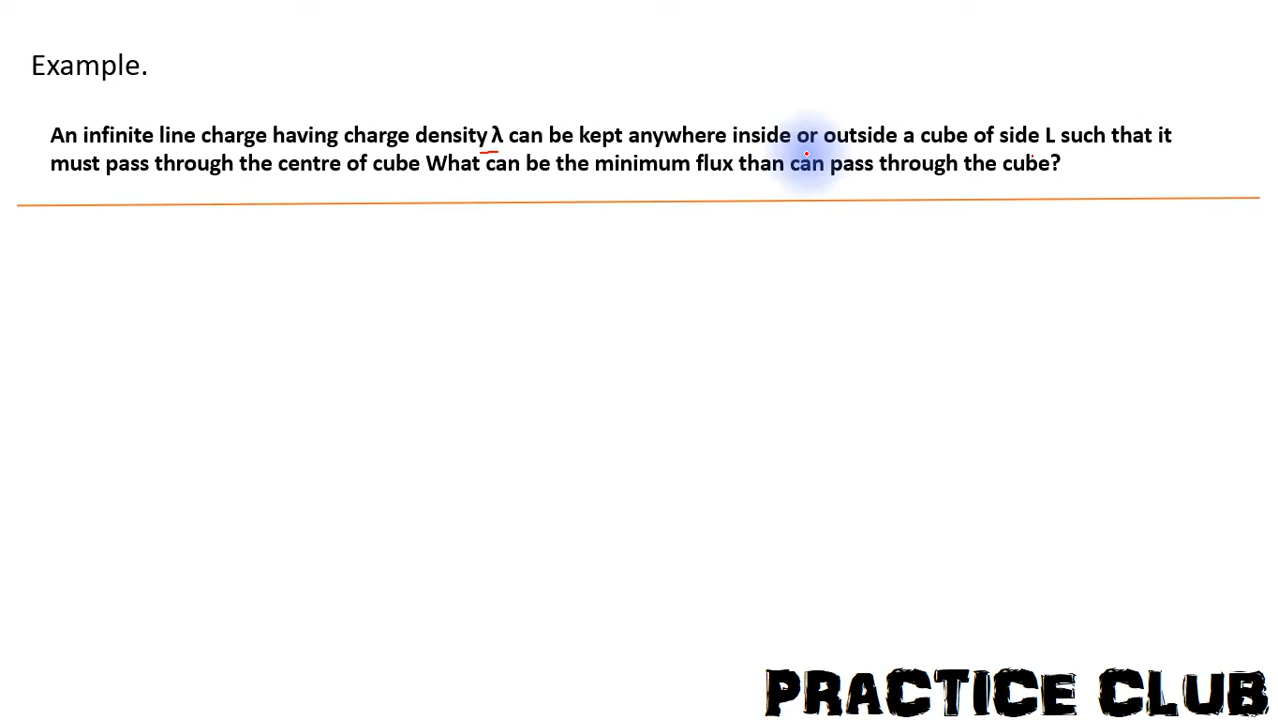 Example.
An infinite line charge having charge density λ can be kept anywhere inside or outside a cube of side L such that it
must pass through the centre of cube What can be the minimum flux than can pass through the cube?
PRACTICE CLUB